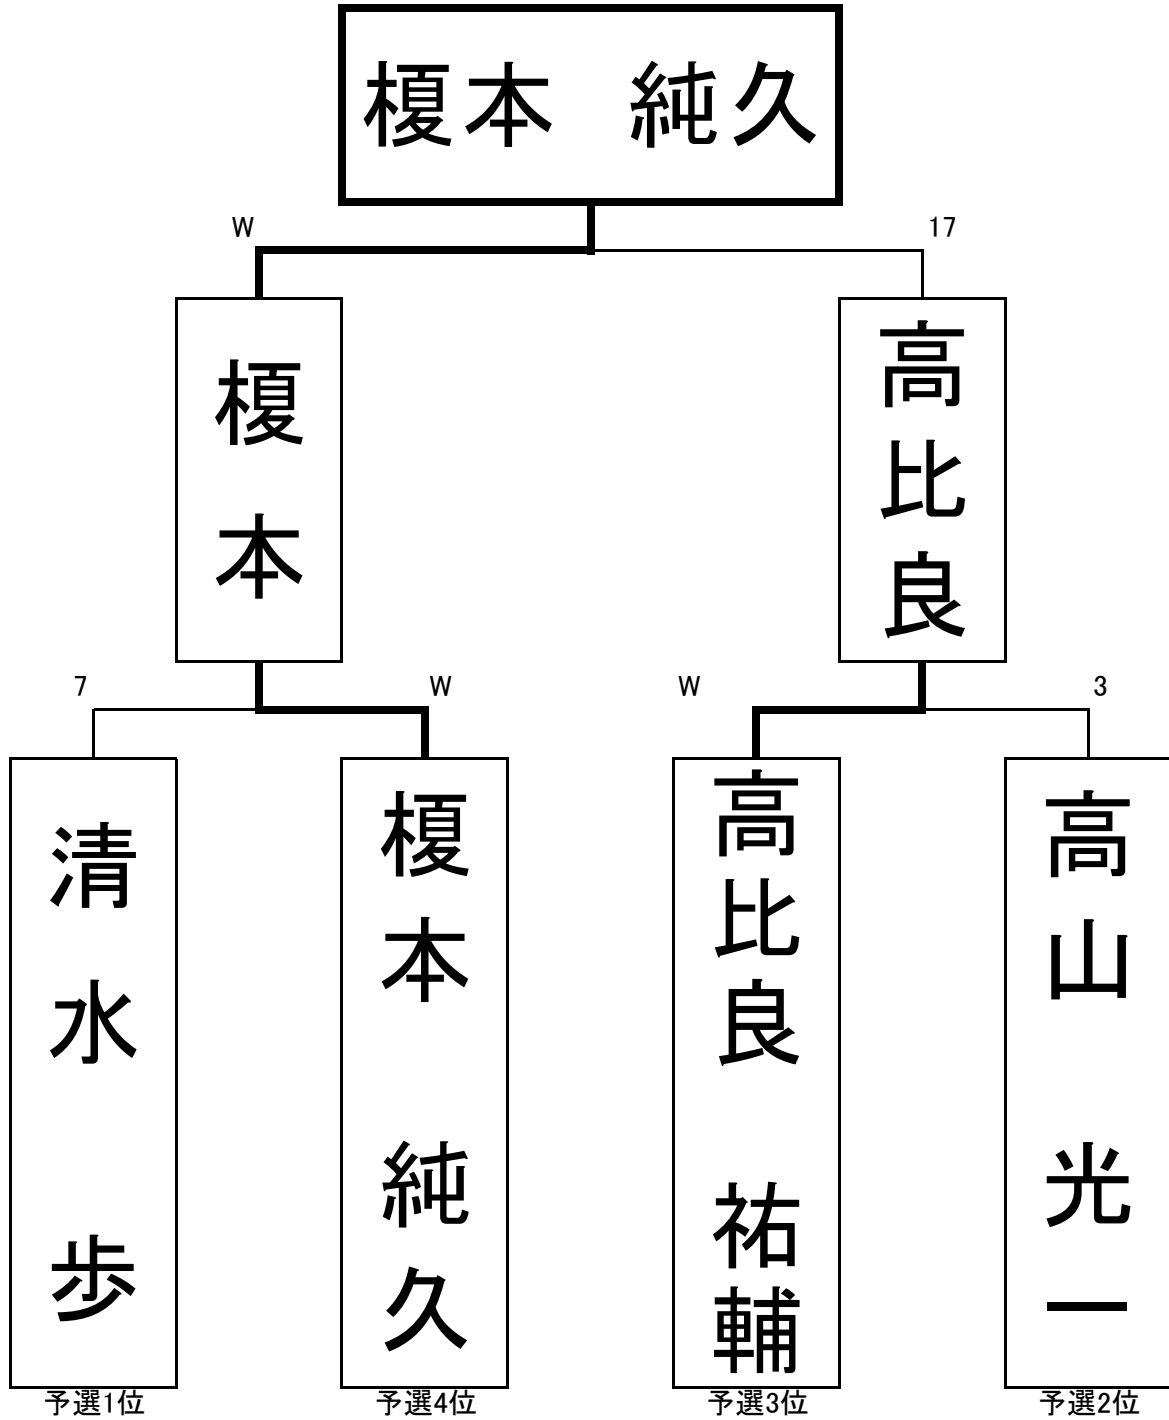 榎本　純久
W
17
榎本
高比良
7
W
W
3
清水　歩
榎本　純久
高比良　祐輔
高山　光一
予選1位
予選4位
予選3位
予選2位